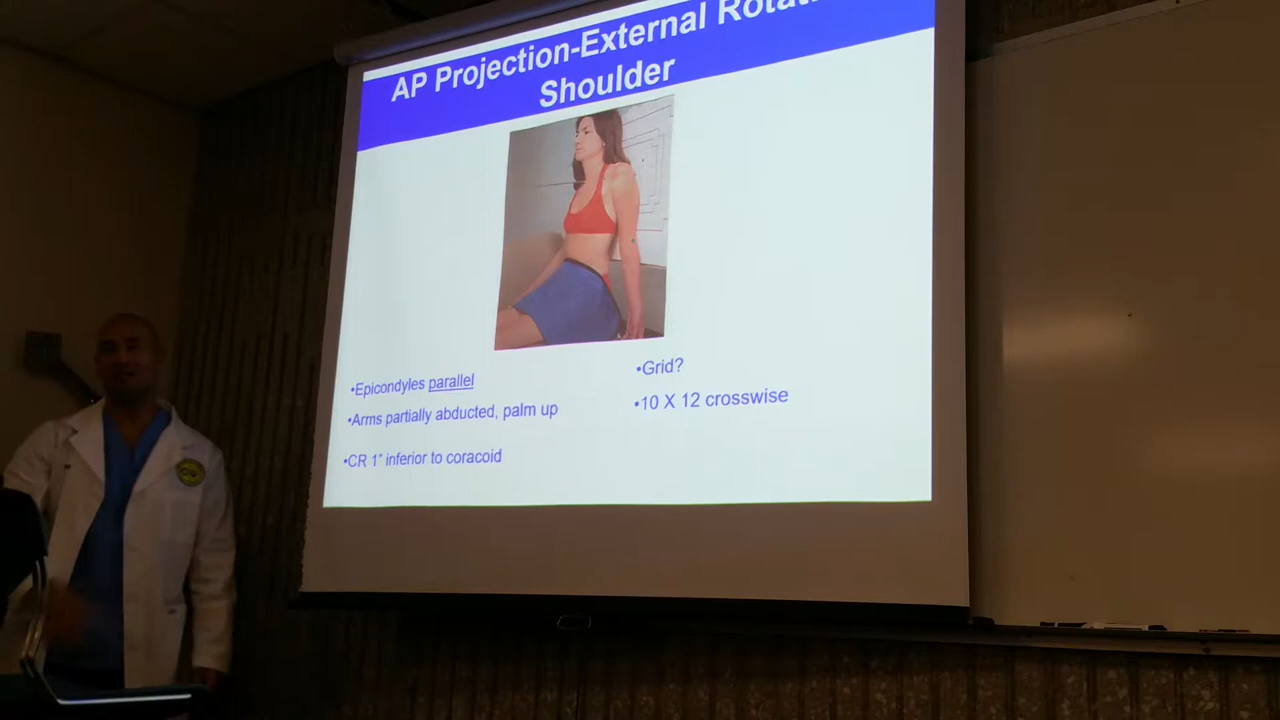 AP Projection-External
Shoulder
•Epicondyles parallel
•Arms partially abducted, palm up
•CR 1" inferior to coracoid
•Grid?
•10 X 12 crosswise